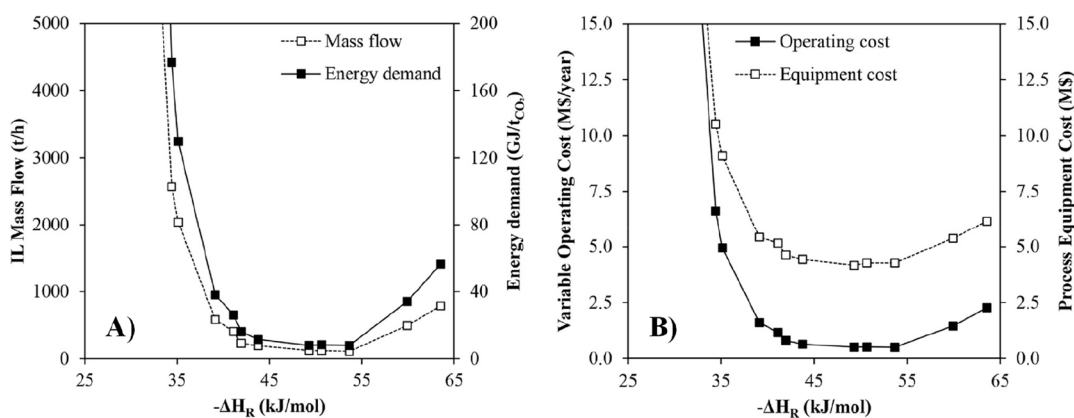 Mass flow
Energy demand
A)
IL Mass Flow (t/h)
5000
4000
3000
2000
1000
0
Energy demand (GJ/tCO₂)
200
160
120
80
40
0
25 35 45 55 65
-ΔHR (kJ/mol)
Operating cost
Equipment cost
B)
Variable Operating Cost (M$/year)
15.0
12.5
10.0
7.5
5.0
2.5
0.0
Process Equipment Cost (M$)
15.0
12.5
10.0
7.5
5.0
2.5
0.0
25 35 45 55 65
-ΔHR (kJ/mol)